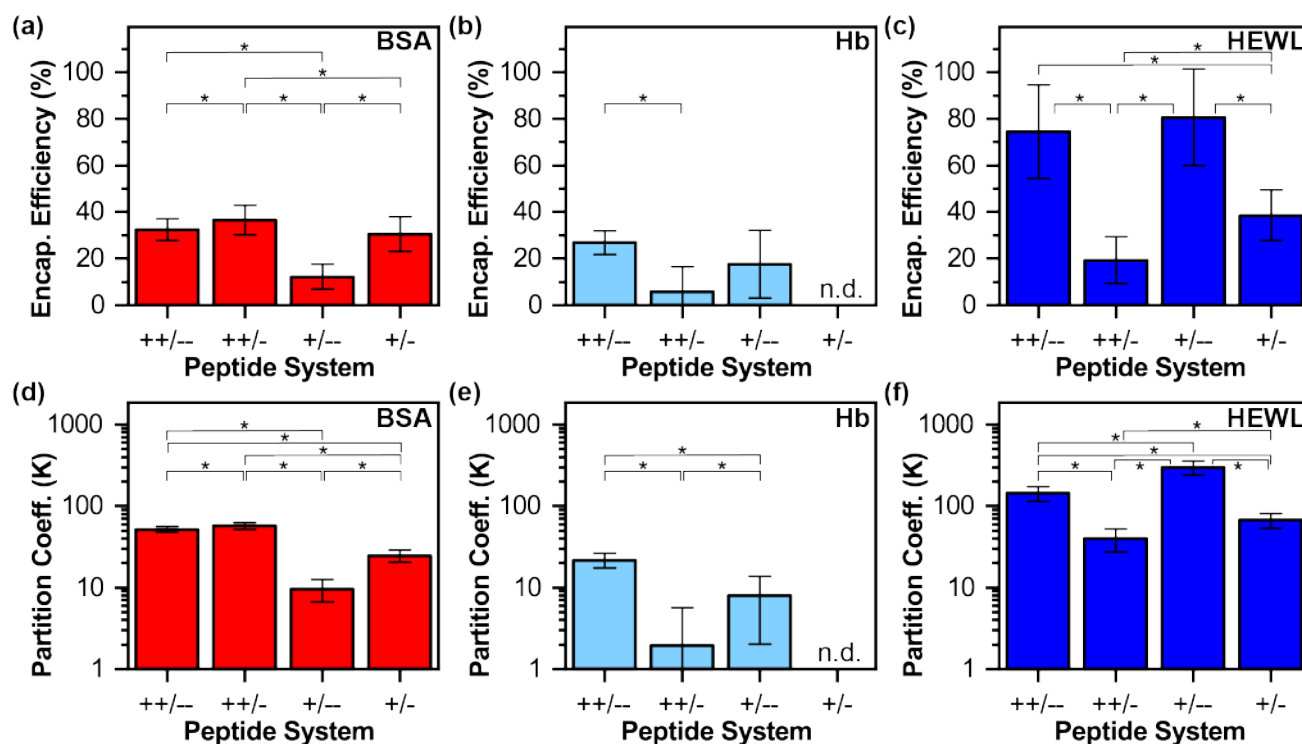 (a) BSA
Encap. Efficiency (%)
100
80
60
40
20
0
* * * * *
++/-- ++/- +/-- +/-
Peptide System
(b) Hb
Encap. Efficiency (%)
100
80
60
40
20
0
*
n.d.
++/-- ++/- +/-- +/-
Peptide System
(c) HEWL
Encap. Efficiency (%)
100
80
60
40
20
0
* * * * *
++/-- ++/- +/-- +/-
Peptide System
(d) BSA
Partition Coeff. (K)
1000
100
10
1
* * * * * *
++/-- ++/- +/-- +/-
Peptide System
(e) Hb
Partition Coeff. (K)
1000
100
10
1
* * *
n.d.
++/-- ++/- +/-- +/-
Peptide System
(f) HEWL
Partition Coeff. (K)
1000
100
10
1
* * * * * *
++/-- ++/- +/-- +/-
Peptide System